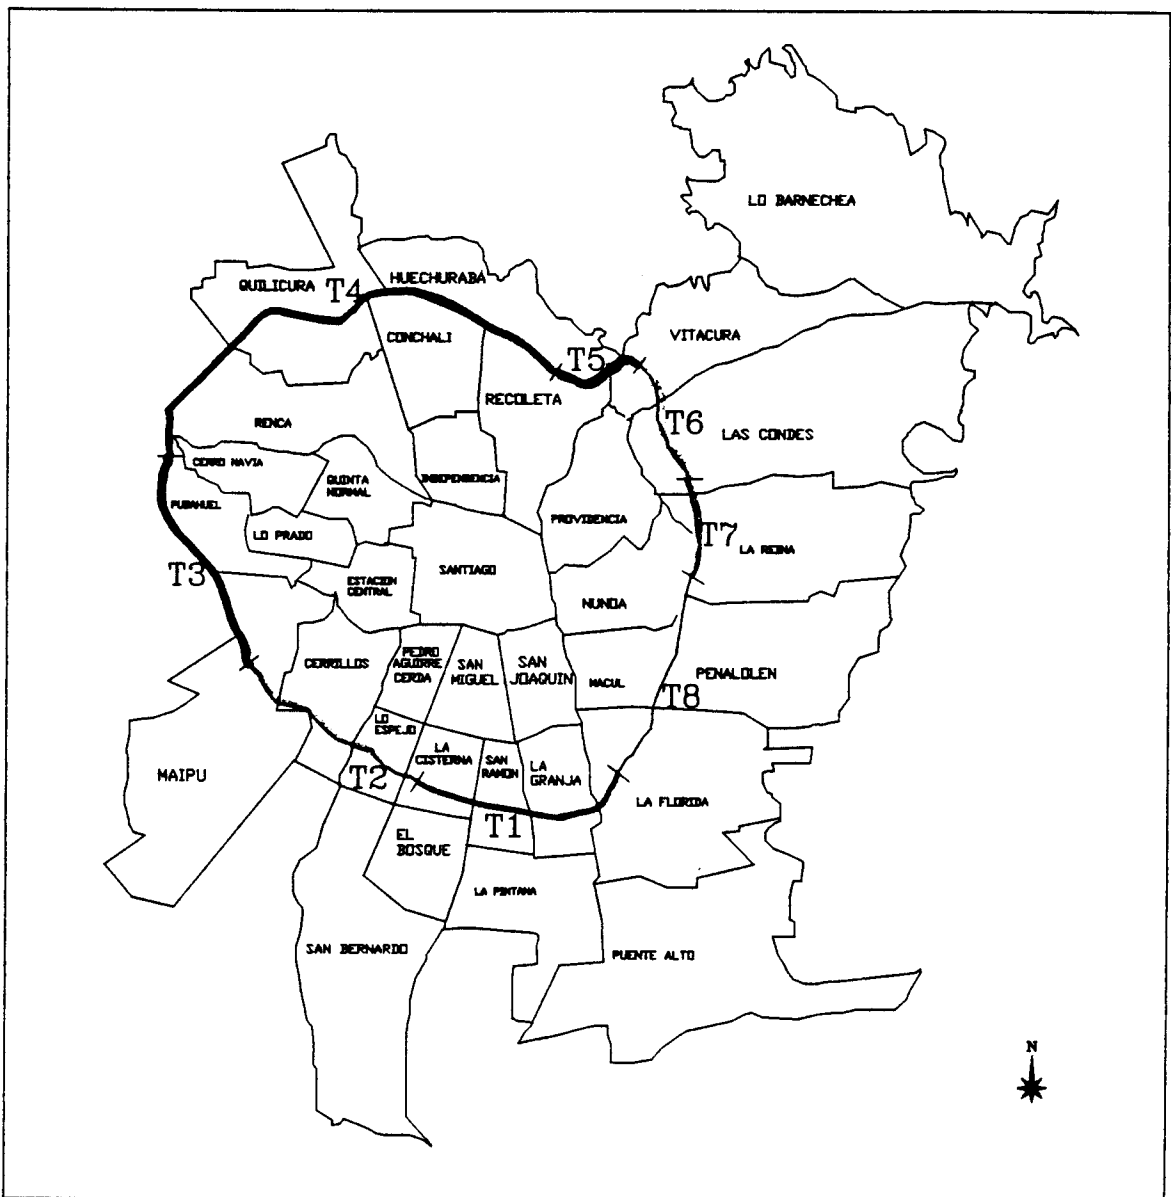 LO BARNECHEA
QUILICURA
T4
HUECHURABA
CONCHALI
VITACURA
T5
RECOLETA
T6
LAS CONDES
RENCA
CERRO NAVIA
QUINTA
NORMAL
INDEPENDENCIA
PUDAHUEL
PROVIDENCIA
LO PRADO
T7
LA REINA
T3
ESTACION
CENTRAL
SANTIAGO
NUNOA
CERRILLOS
PEDRO
AGUIRRE
CERDA
SAN
MIGUEL
SAN
JOAQUIN
MACUL
PENALOLEN
T8
LO
ESPEJO
LA
CISTERNA
SAN
RAMON
LA
GRANJA
MAIPU
T2
LA FLORIDA
T1
EL
BOSQUE
LA PINTANA
SAN BERNARDO
PUENTE ALTO
N